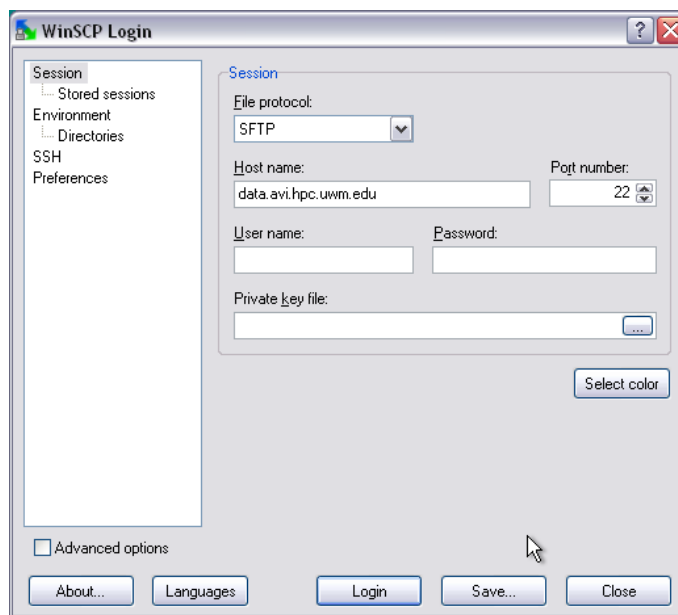 WinSCP Login
?
Session
Stored sessions
Environment
Directories
SSH
Preferences
Session
File protocol:
SFTP
Host name:
Port number:
data.avi.hpc.uwm.edu
22
User name:
Password:
Private key file:
...
Select color
Advanced options
About...
Languages
Login
Save...
Close